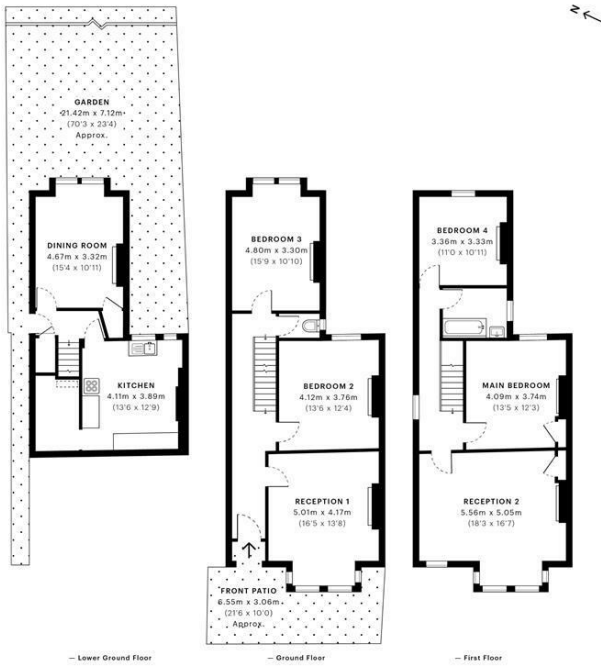 N
GARDEN
21.42m x 7.12m
(70'3 x 23'4)
Approx.
DINING ROOM
4.67m x 3.32m
(15'4 x 10'11)
KITCHEN
4.11m x 3.89m
(13'6 x 12'9)
— Lower Ground Floor
BEDROOM 3
4.80m x 3.30m
(15'9 x 10'10)
BEDROOM 2
4.12m x 3.76m
(13'6 x 12'4)
RECEPTION 1
5.01m x 4.17m
(16'5 x 13'8)
FRONT PATIO
6.55m x 3.06m
(21'6 x 10'0)
Approx.
— Ground Floor
BEDROOM 4
3.36m x 3.33m
(11'0 x 10'11)
MAIN BEDROOM
4.09m x 3.74m
(13'5 x 12'3)
RECEPTION 2
5.56m x 5.05m
(18'3 x 16'7)
— First Floor